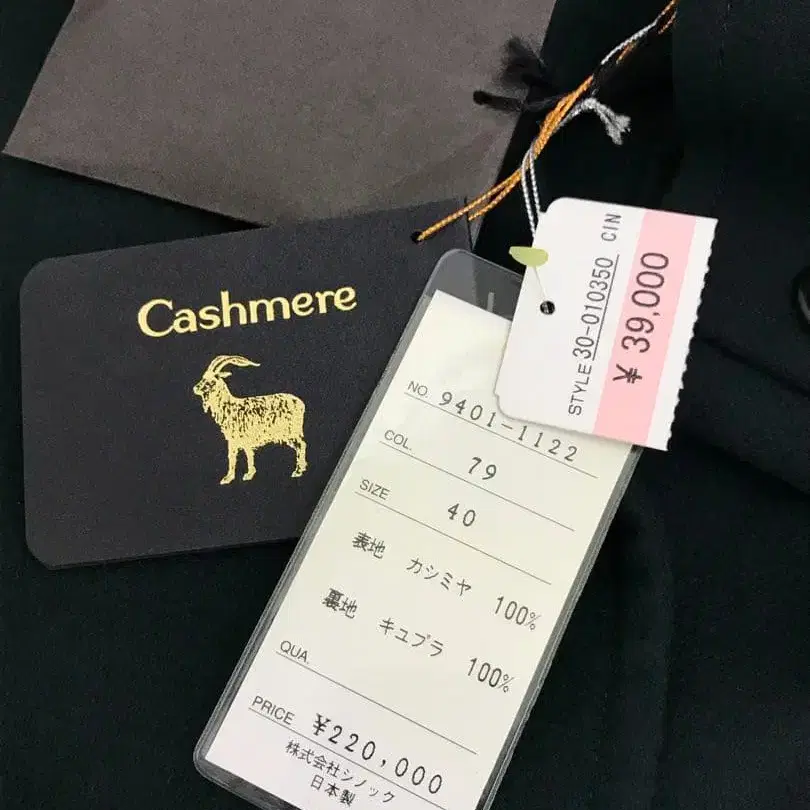 Cashmere
STYLE 30-010350 CIN
¥ 39,000
NO. 9401-1122
COL. 79
SIZE 40
表地 カシミヤ 100%
裏地 キュプラ 100%
QUA.
PRICE ¥220,000
株式会社シノック
日本製